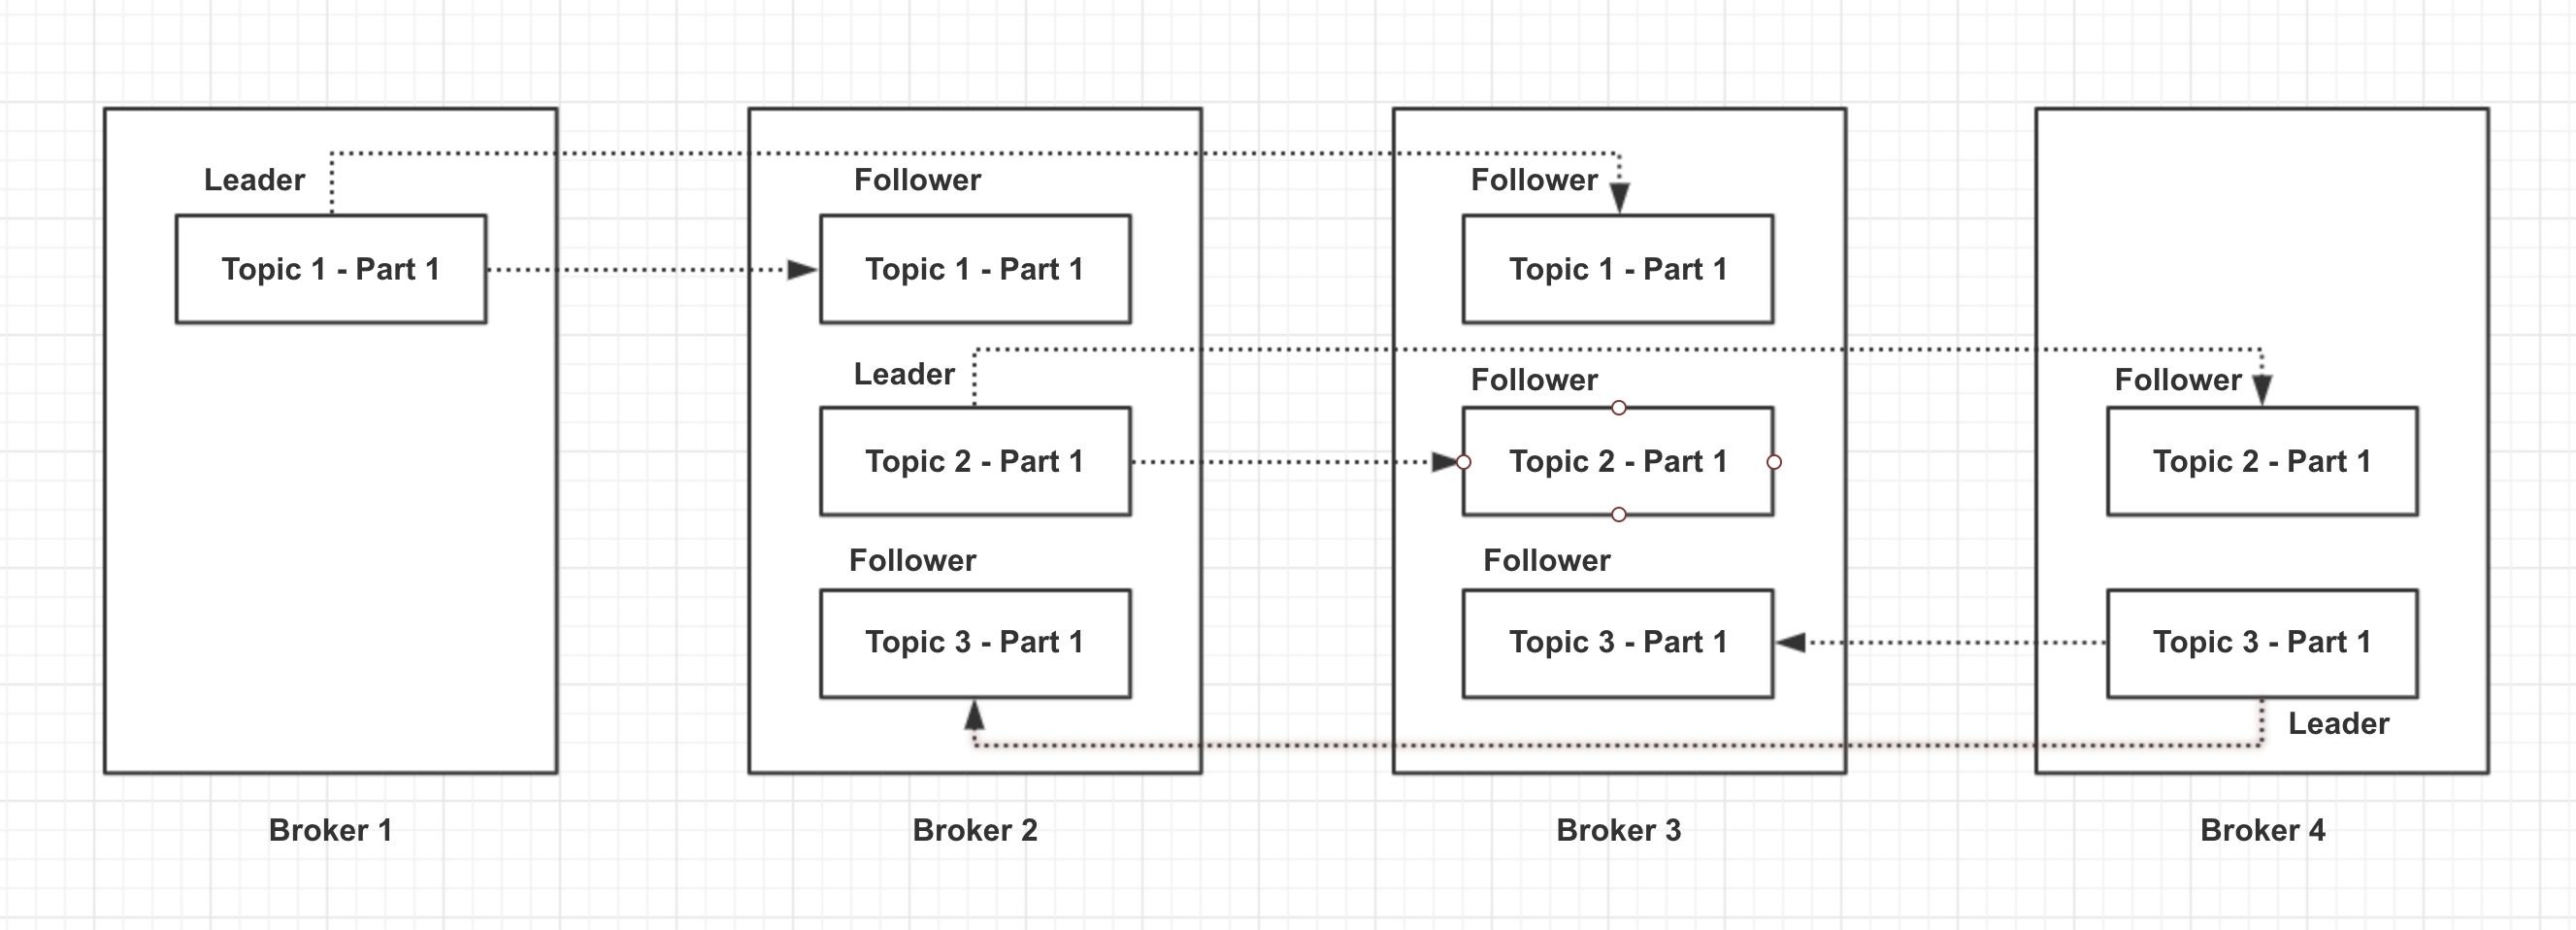 Leader
Follower
Follower
Topic 1 - Part 1
Topic 1 - Part 1
Topic 1 - Part 1
Leader
Follower
Follower
Topic 2 - Part 1
Topic 2 - Part 1
Topic 2 - Part 1
Follower
Follower
Topic 3 - Part 1
Topic 3 - Part 1
Topic 3 - Part 1
Leader
Broker 1
Broker 2
Broker 3
Broker 4